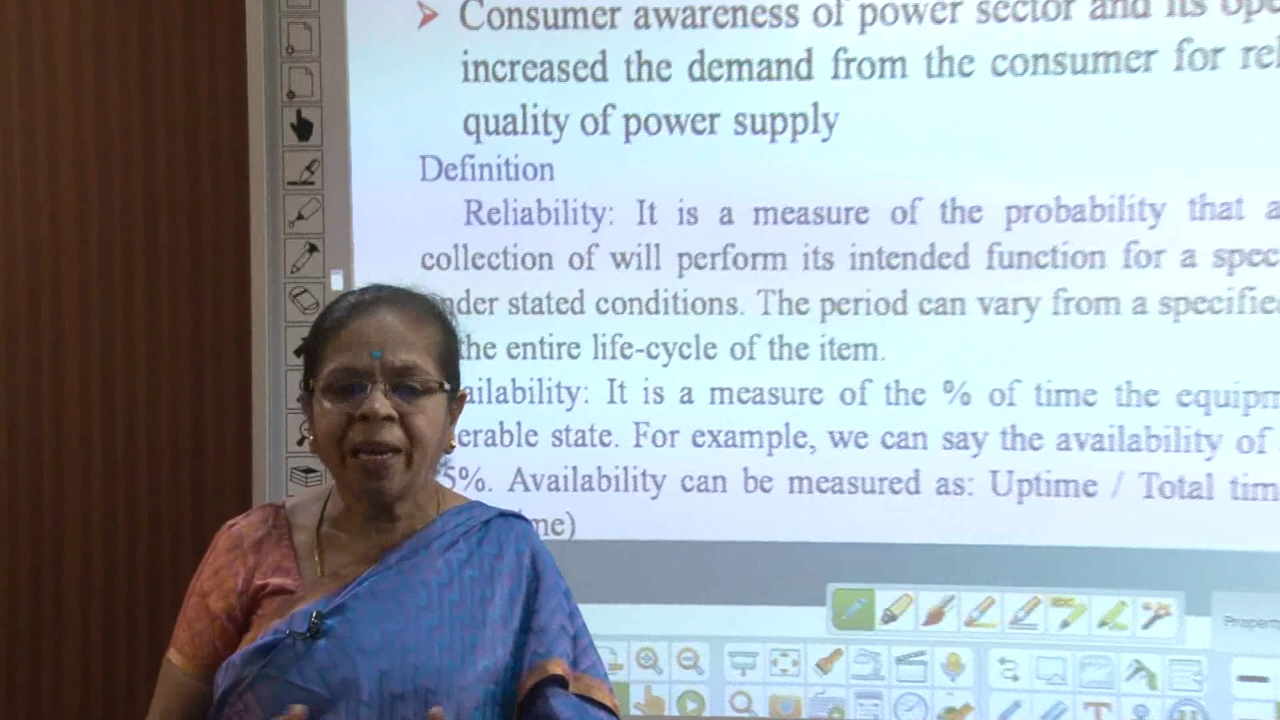 Consumer awareness of power sector and its
increased the demand from the consumer for
quality of power supply
Definition
Reliability: It is a measure of the probability that
collection of will perform its intended function for a
stated conditions. The period can vary from a
the entire life-cycle of the item.
It is a measure of the % of time the
state. For example, we can say the availability of
5%. Availability can be measured as: Uptime / Total